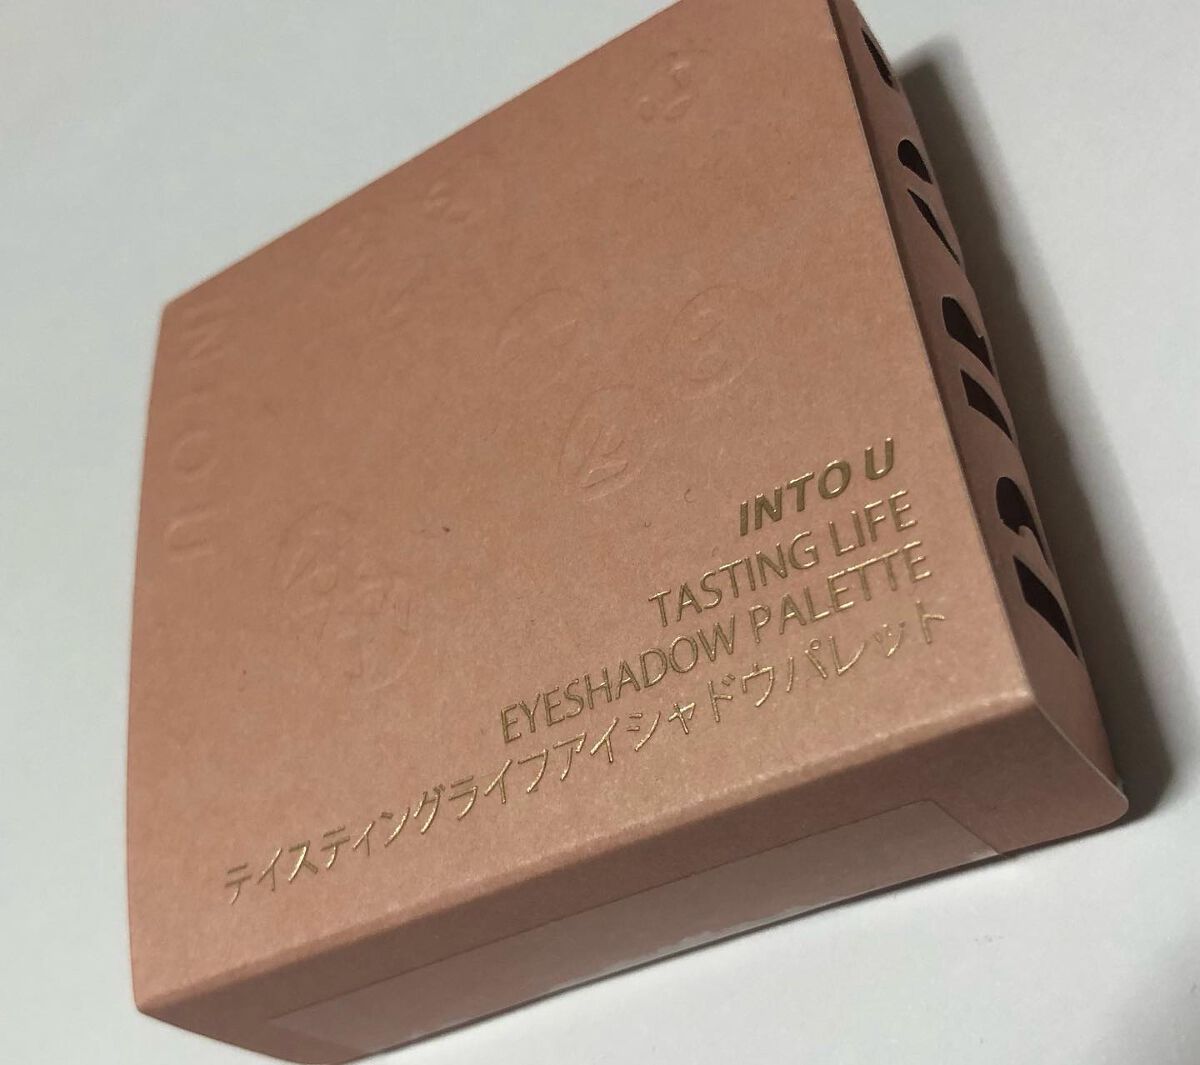 INTO U
INTO U
TASTING LIFE
EYESHADOW PALETTE
テイスティングライフアイシャドウパレット